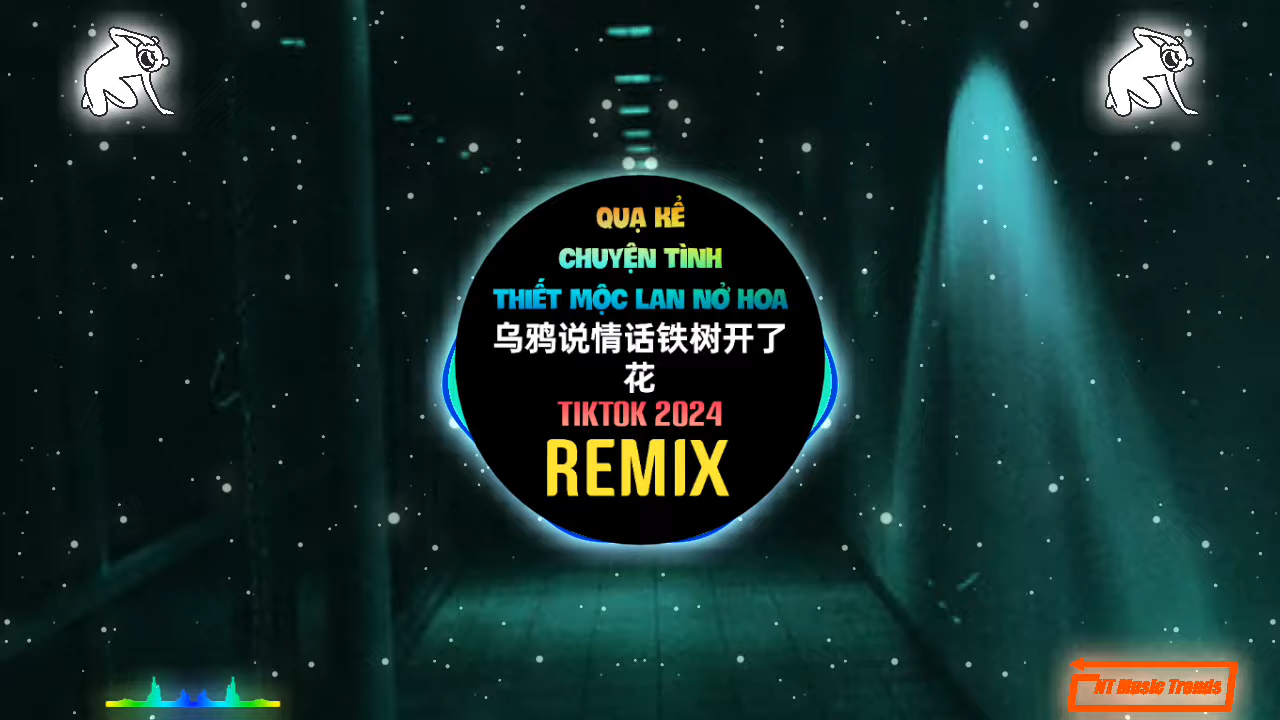 QUẠ KỂ
CHUYỆN TÌNH
THIẾT MỘC LAN NỞ HOA
乌鸦说情话铁树开了
花
TIKTOK 2024
REMIX
NT Music Trends